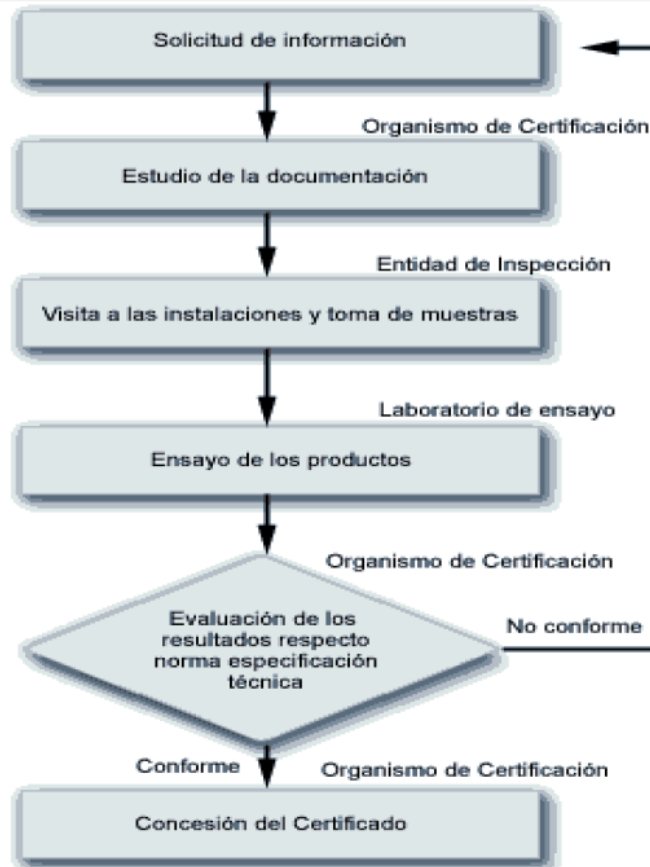 Solicitud de información
Organismo de Certificación
Estudio de la documentación
Entidad de Inspección
Visita a las instalaciones y toma de muestras
Laboratorio de ensayo
Ensayo de los productos
Organismo de Certificación
Evaluación de los
resultados respecto
norma especificación
técnica
No conforme
Conforme
Organismo de Certificación
Concesión del Certificado